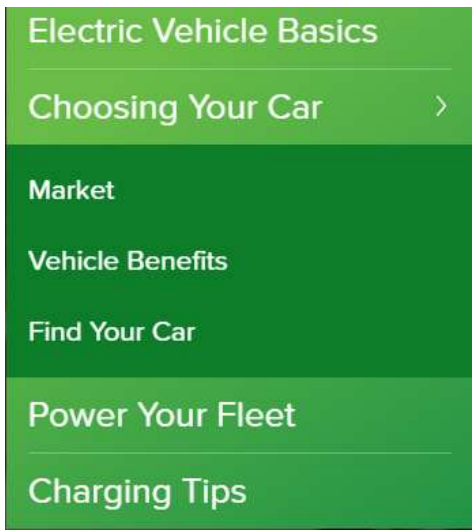 Electric Vehicle Basics
Choosing Your Car
Market
Vehicle Benefits
Find Your Car
Power Your Fleet
Charging Tips